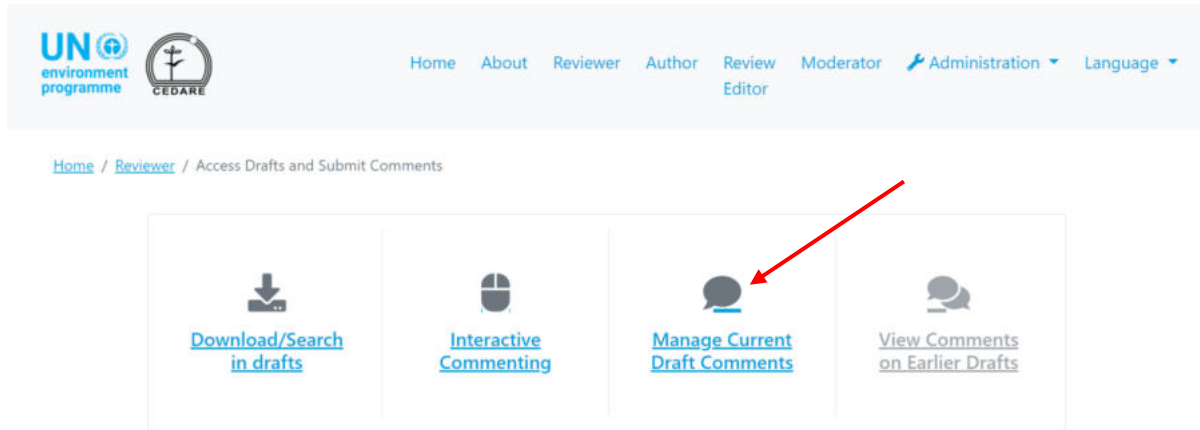 UN
environment
programme
CEDARE
Home About Reviewer Author Review Editor Moderator Administration Language
Home / Reviewer / Access Drafts and Submit Comments
Download/Search
in drafts
Interactive
Commenting
Manage Current
Draft Comments
View Comments
on Earlier Drafts